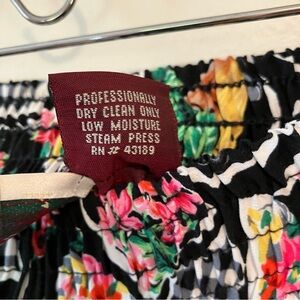 PROFESSIONALLY
DRY CLEAN ONLY
LOW MOISTURE
STEAM PRESS
RN # 43189